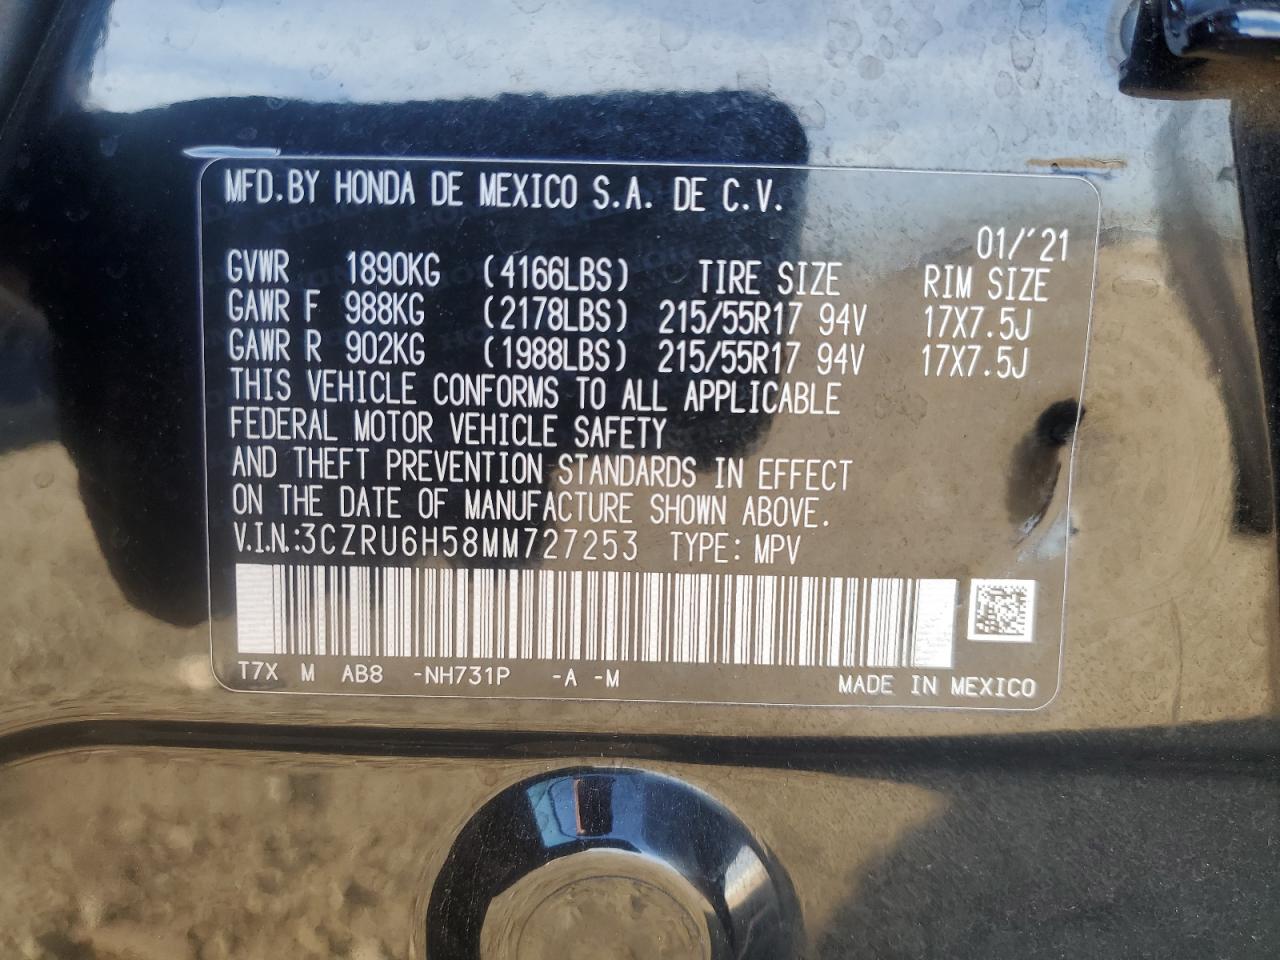 MFD.BY HONDA DE MEXICO S.A. DE C.V.
01/'21
GVWR 1890KG (4166LBS) TIRE SIZE RIM SIZE
GAWR F 988KG (2178LBS) 215/55R17 94V 17X7.5J
GAWR R 902KG (1988LBS) 215/55R17 94V 17X7.5J
THIS VEHICLE CONFORMS TO ALL APPLICABLE
FEDERAL MOTOR VEHICLE SAFETY
AND THEFT PREVENTION STANDARDS IN EFFECT
ON THE DATE OF MANUFACTURE SHOWN ABOVE.
V.I.N.:3CZRU6H58MM727253 TYPE: MPV
T7X M AB8 -NH731P -A -M
MADE IN MEXICO